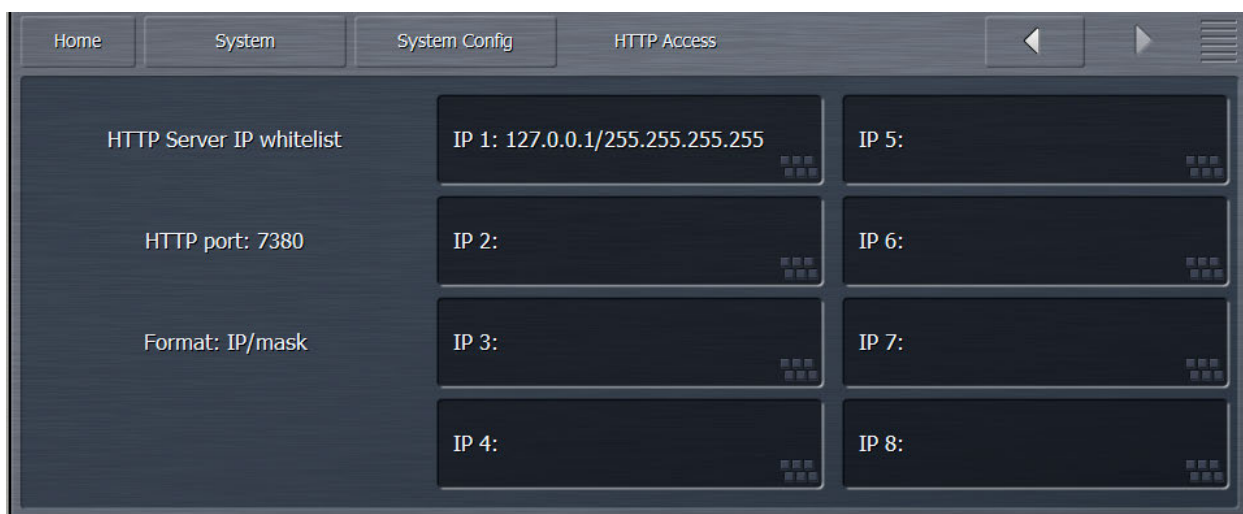 Home System System Config HTTP Access
HTTP Server IP whitelist IP 1: 127.0.0.1/255.255.255.255 IP 5:
HTTP port: 7380 IP 2: IP 6:
Format: IP/mask IP 3: IP 7:
IP 4: IP 8: